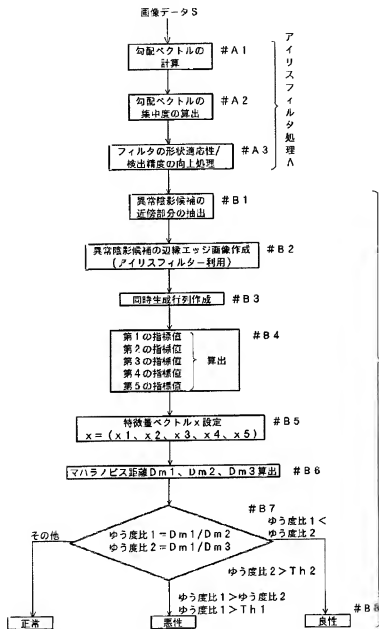 画像データS
勾配ベクトルの
計算
#A1
勾配ベクトルの
集中度の算出
#A2
フィルタの形状適応性/
検出精度の向上処理
#A3
アイリスフィルタ処理Λ
異常陰影候補の
近傍部分の抽出
#B1
異常陰影候補の辺縁エッジ画像作成
(アイリスフィルター利用)
#B2
同時生成行列作成
#B3
第1の指標値
第2の指標値
第3の指標値
第4の指標値
第5の指標値
算出
#B4
特徴量ベクトルx設定
x=(x1、x2、x3、x4、x5)
#B5
マハラノビス距離Dm1、Dm2、Dm3算出
#B6
#B7
ゆう度比1=Dm1/Dm2
ゆう度比2=Dm1/Dm3
その他
ゆう度比1<
ゆう度比2
ゆう度比2>Th2
ゆう度比1>ゆう度比2
ゆう度比1>Th1
正常
悪性
良性